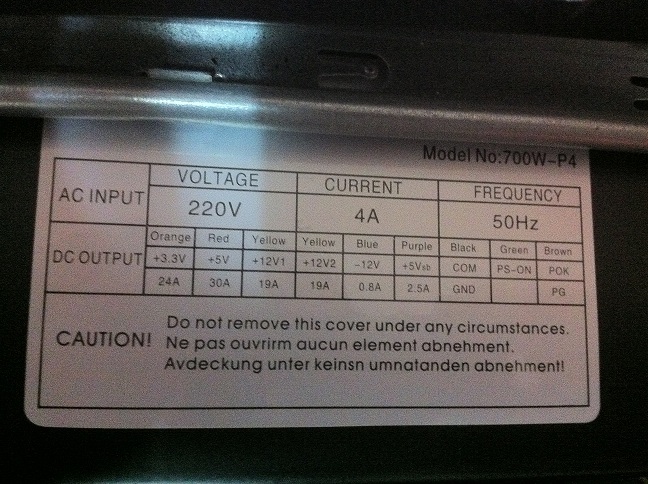 Model No:700W-P4
AC INPUT VOLTAGE CURRENT FREQUENCY
220V 4A 50Hz
DC OUTPUT Orange Red Yellow Yellow Blue Purple Black Green Brown
+3.3V +5V +12V1 +12V2 -12V +5Vsb COM PS-ON POK
24A 30A 19A 19A 0.8A 2.5A GND PG
CAUTION! Do not remove this cover under any circumstances.
Ne pas ouvrirm aucun element abnehment.
Avdeckung unter keinsn umnatanden abnehment!